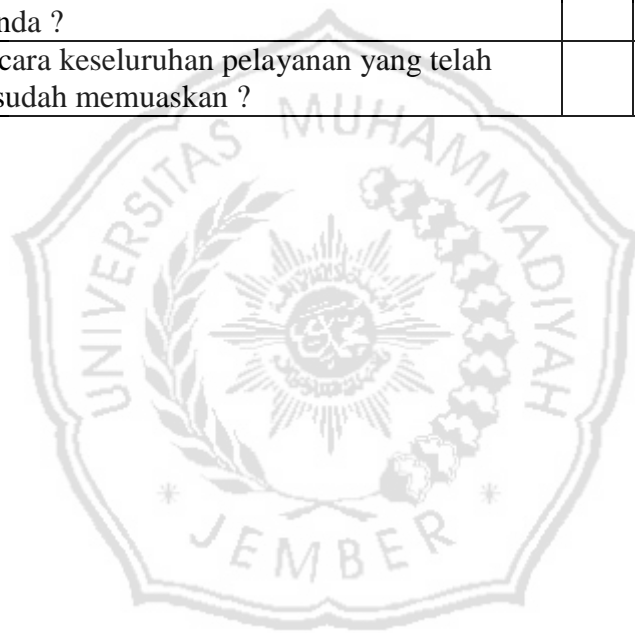 nda ?
cara keseluruhan pelayanan yang telah
sudah memuaskan ?
UNIVERSITAS MUHAMMADIYAH
JEMBER